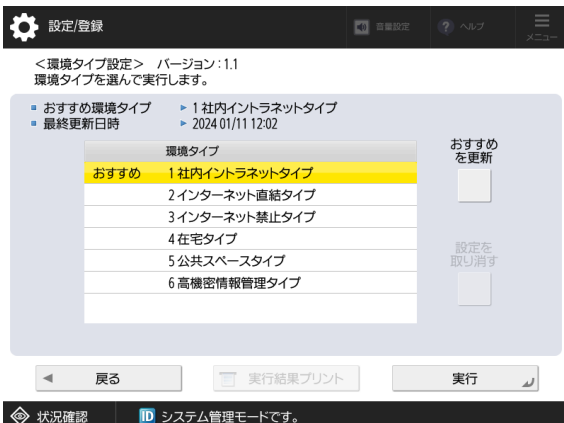 設定/登録
音量設定
? ヘルプ
メニュー
<環境タイプ設定> バージョン:1.1
環境タイプを選んで実行します。
おすすめ環境タイプ ▶ 1 社内イントラネットタイプ
最終更新日時 ▶ 2024 01/11 12:02
環境タイプ
おすすめ 1 社内イントラネットタイプ
2 インターネット直結タイプ
3 インターネット禁止タイプ
4 在宅タイプ
5 公共スペースタイプ
6 高機密情報管理タイプ
おすすめ
を更新
設定を
取り消す
戻る
実行結果プリント
実行
状況確認
ID システム管理モードです。